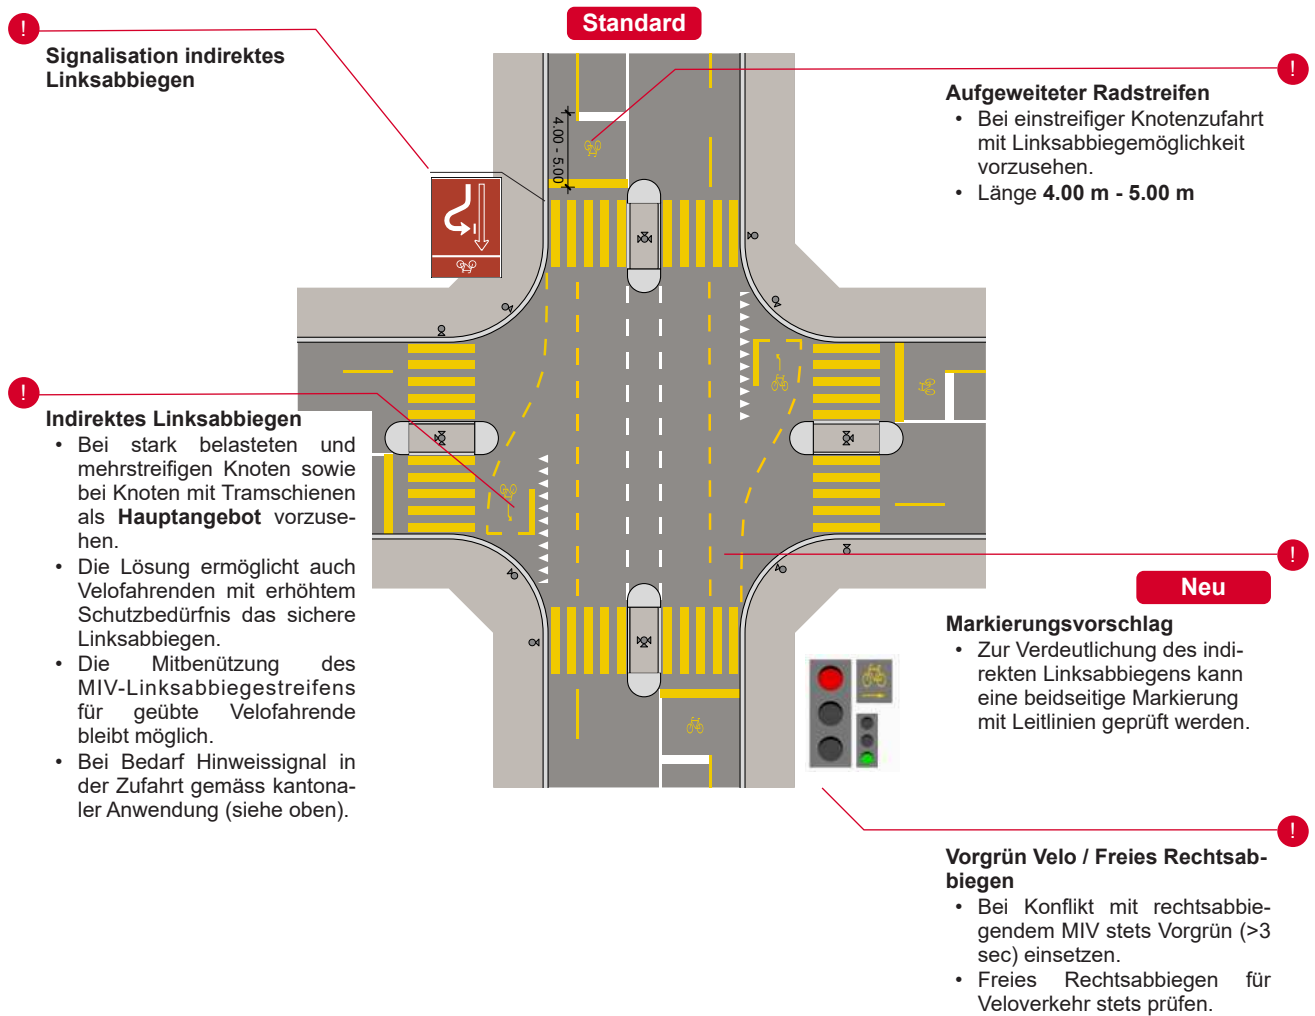 Standard
!
Signalisation indirektes
Linksabbiegen
!
Aufgeweiteter Radstreifen
• Bei einstreifiger Knotenzufahrt
mit Linksabbiegemöglichkeit
vorzusehen.
• Länge 4.00 m - 5.00 m
4.00 - 5.00
!
Indirektes Linksabbiegen
• Bei stark belasteten und
mehrstreifigen Knoten sowie
bei Knoten mit Tramschienen
als Hauptangebot vorzuse-
hen.
• Die Lösung ermöglicht auch
Velofahrenden mit erhöhtem
Schutzbedürfnis das sichere
Linksabbiegen.
• Die Mitbenützung des
MIV-Linksabbiegestreifens
für geübte Velofahrende
bleibt möglich.
• Bei Bedarf Hinweissignal in
der Zufahrt gemäss kantona-
ler Anwendung (siehe oben).
!
Neu
Markierungsvorschlag
• Zur Verdeutlichung des indi-
rekten Linksabbiegens kann
eine beidseitige Markierung
mit Leitlinien geprüft werden.
!
Vorgrün Velo / Freies Rechtsab-
biegen
• Bei Konflikt mit rechtsabbie-
gendem MIV stets Vorgrün (>3
sec) einsetzen.
• Freies Rechtsabbiegen für
Veloverkehr stets prüfen.